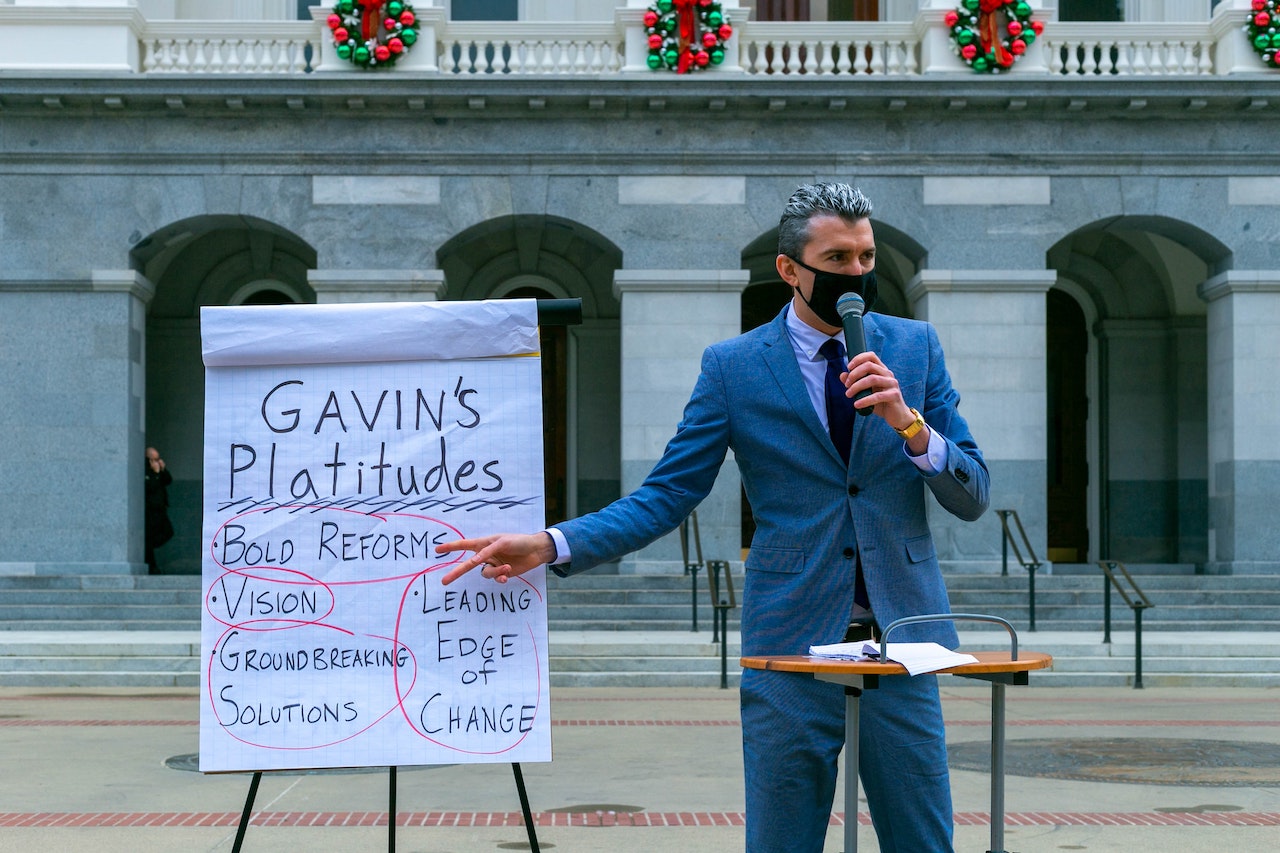 GAVIN's
Platitudes
·BOLD REFORMS
·VISION
·GROUNDBREAKING
SOLUTIONS
·LEADING
EDGE
of
CHANGE